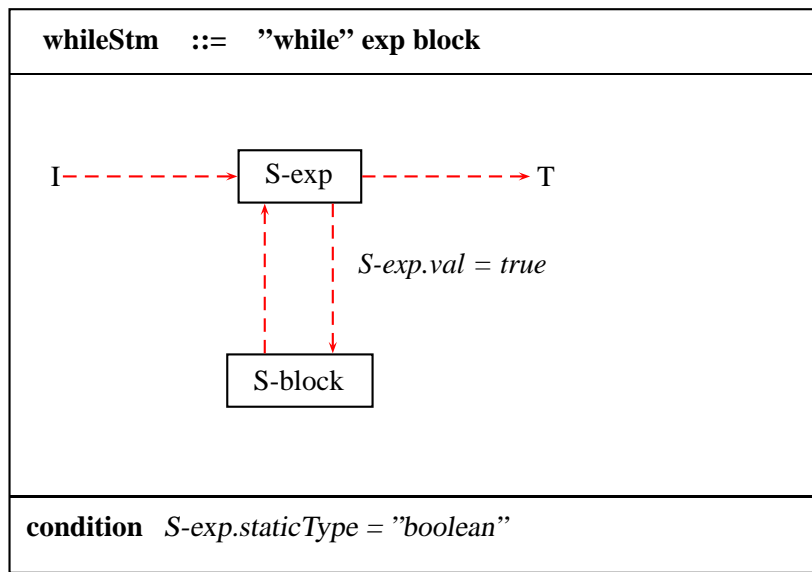 whileStm ::= ”while” exp block
I S-exp T
S-exp.val = true
S-block
condition S-exp.staticType = ”boolean”